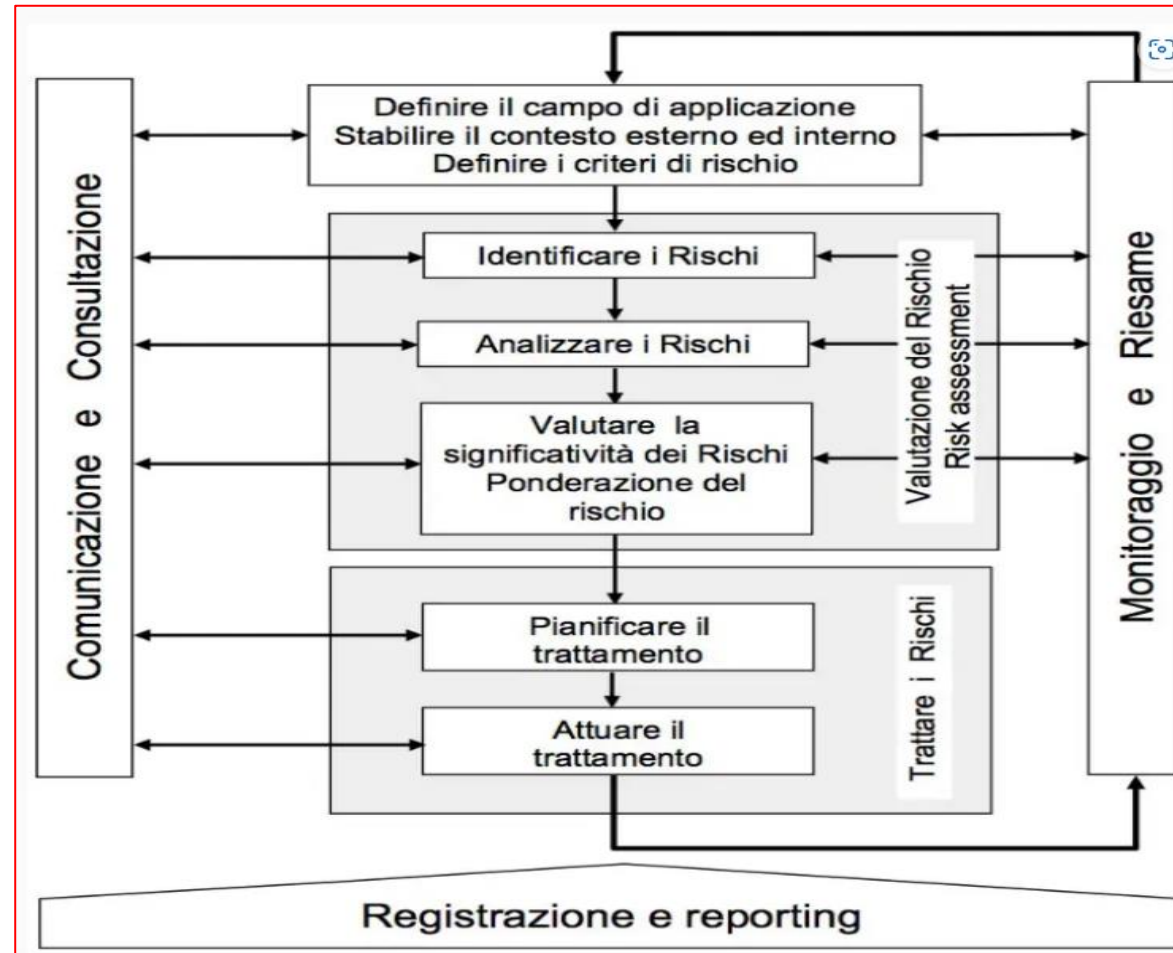 Definire il campo di applicazione
Stabilire il contesto esterno ed interno
Definire i criteri di rischio
Comunicazione e Consultazione
Identificare i Rischi
Analizzare i Rischi
Valutare la
significatività dei Rischi
Ponderazione del
rischio
Valutazione del Rischio
Risk assessment
Pianificare il
trattamento
Attuare il
trattamento
Trattare i Rischi
Monitoraggio e Riesame
Registrazione e reporting